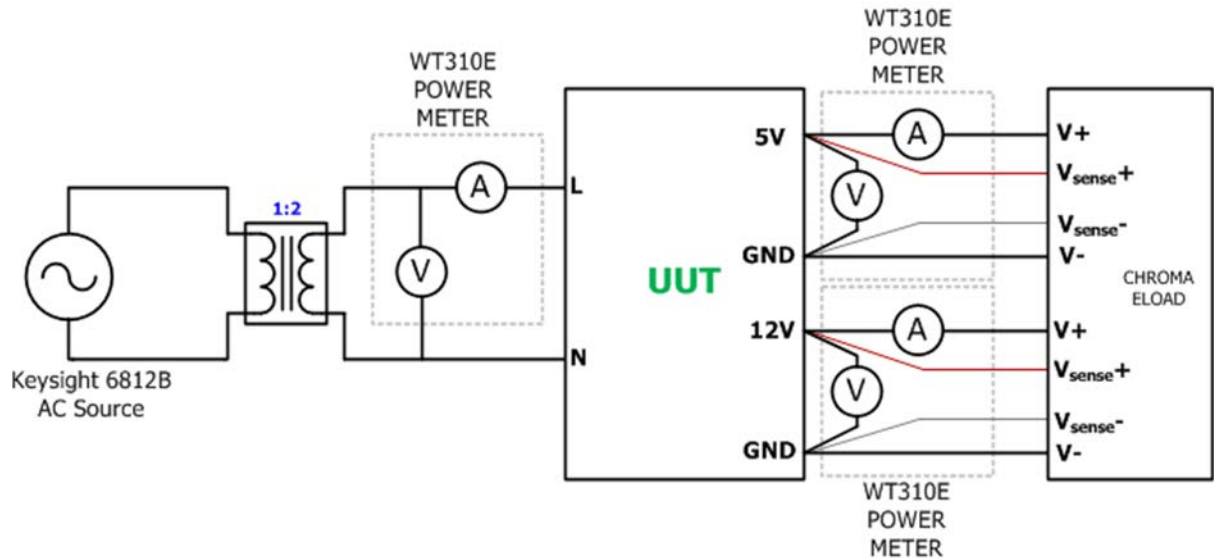 WT310E
POWER
METER
WT310E
POWER
METER
5V
A
V+
Vsense+
V
Vsense-
GND
V-
A
L
1:2
V
UUT
CHROMA
ELOAD
12V
A
V+
Vsense+
V
Vsense-
GND
V-
N
Keysight 6812B
AC Source
WT310E
POWER
METER